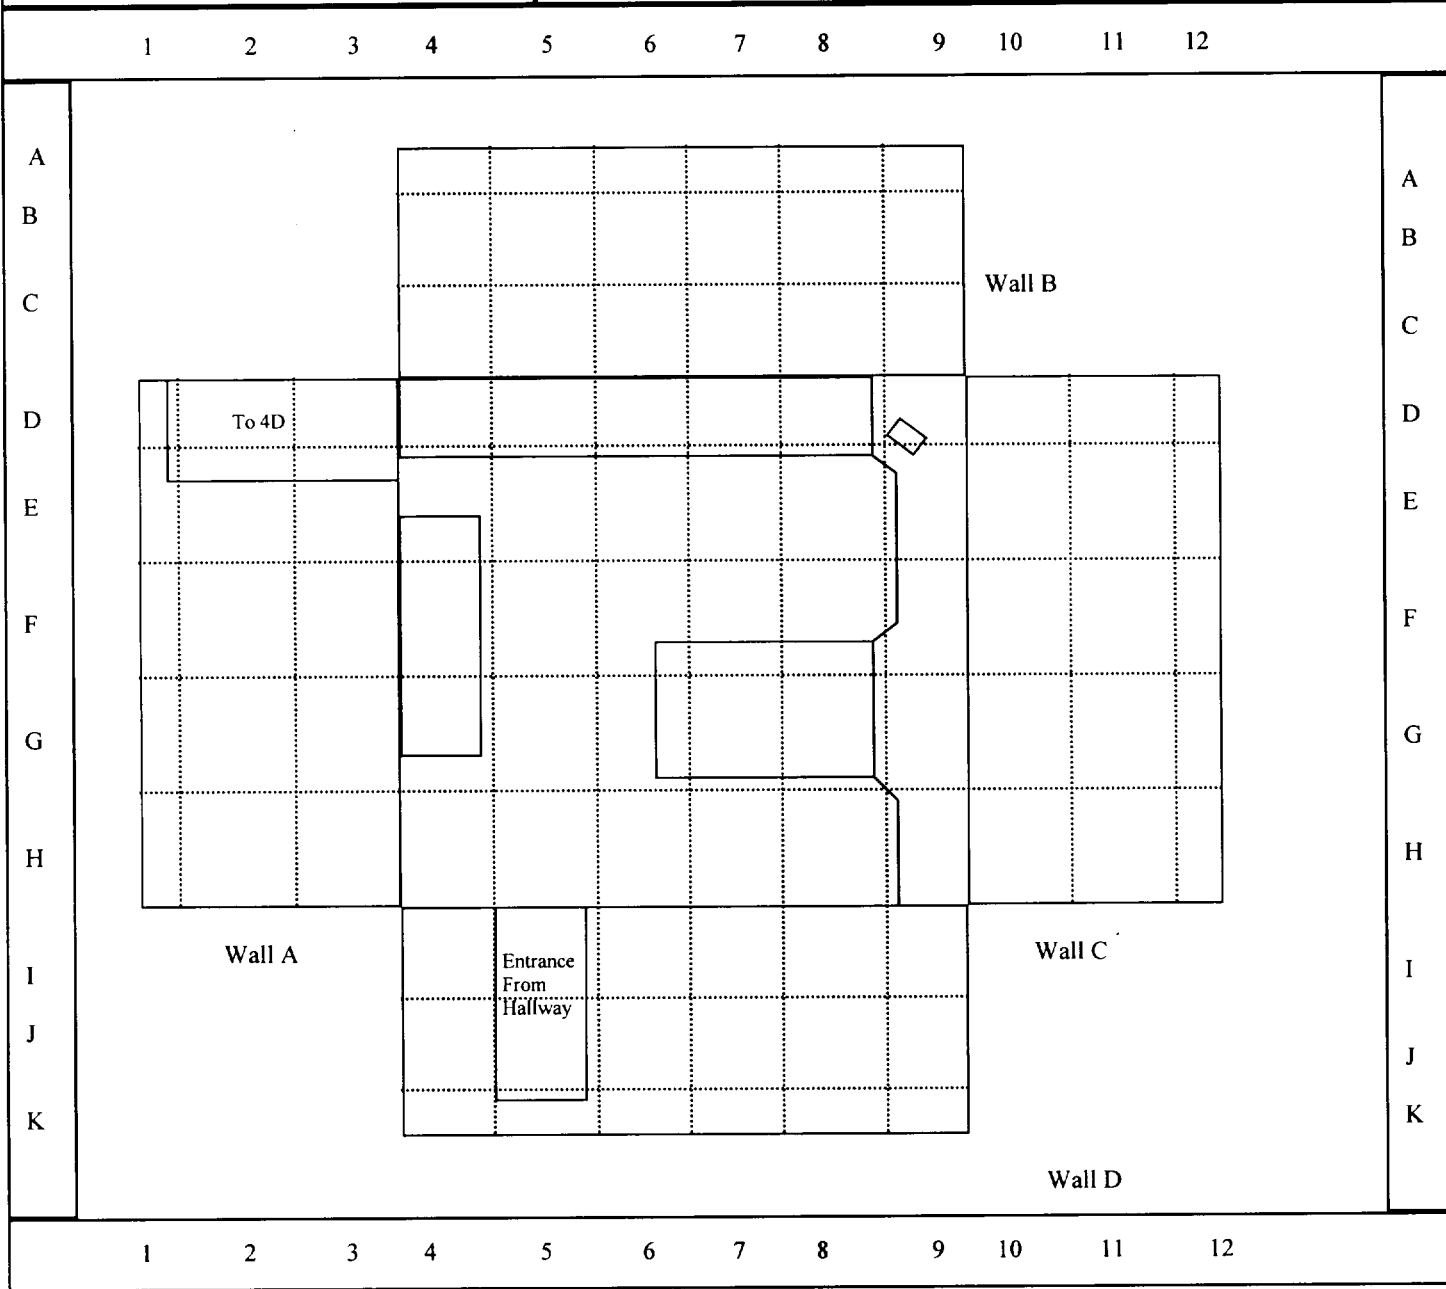 1 2 3 4 5 6 7 8 9 10 11 12
A A
B B
Wall B
C C
D To 4D D
E E
F F
G G
H H
Wall A Wall C
I Entrance I
From
Hallway
J J
K K
Wall D
1 2 3 4 5 6 7 8 9 10 11 12